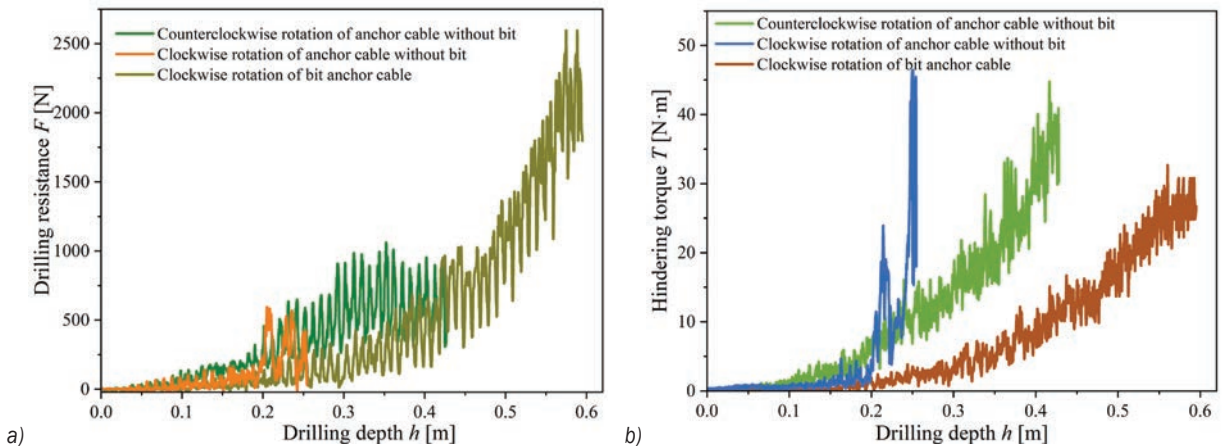 2500
2000
1500
1000
500
0
Drilling resistance F [N]
Counterclockwise rotation of anchor cable without bit
Clockwise rotation of anchor cable without bit
Clockwise rotation of bit anchor cable
0.0 0.1 0.2 0.3 0.4 0.5 0.6
Drilling depth h [m]
a)
50
40
30
20
10
0
Hindering torque T [N·m]
Counterclockwise rotation of anchor cable without bit
Clockwise rotation of anchor cable without bit
Clockwise rotation of bit anchor cable
0.0 0.1 0.2 0.3 0.4 0.5 0.6
Drilling depth h [m]
b)